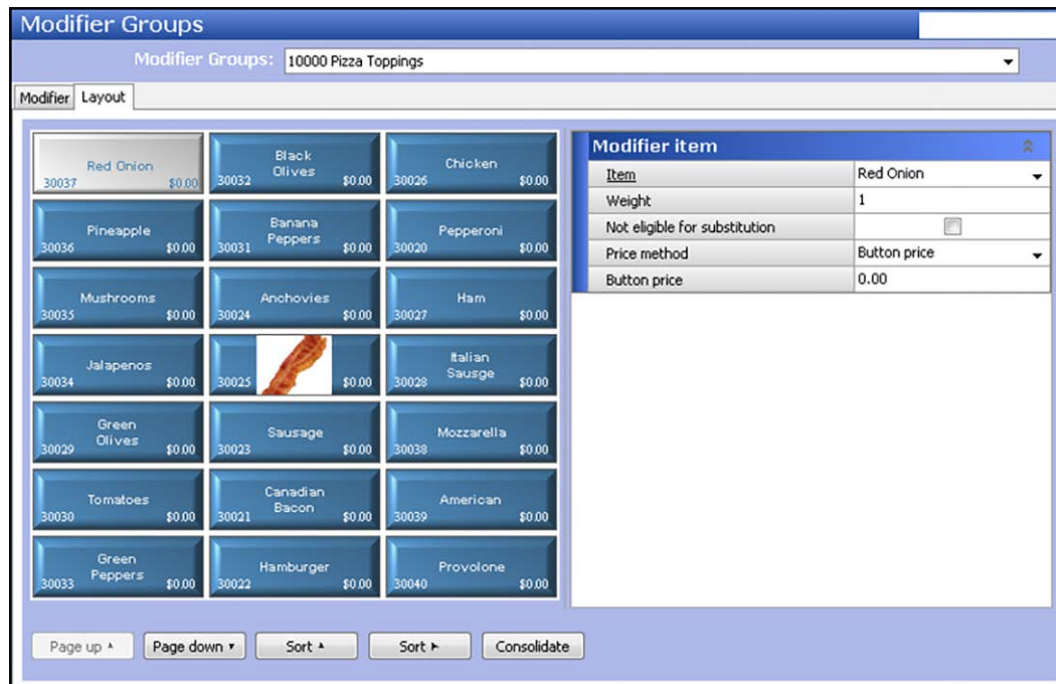 Modifier Groups
Modifier Groups: 10000 Pizza Toppings
Modifier Layout
Red Onion
30037 $0.00
Black
Olives
30032 $0.00
Chicken
30026 $0.00
Pineapple
30036 $0.00
Banana
Peppers
30031 $0.00
Pepperoni
30020 $0.00
Mushrooms
30035 $0.00
Anchovies
30024 $0.00
Ham
30027 $0.00
Jalapenos
30034 $0.00
30025 $0.00
Italian
Sausge
30028 $0.00
Green
Olives
30029 $0.00
Sausage
30023 $0.00
Mozzarella
30038 $0.00
Tomatoes
30030 $0.00
Canadian
Bacon
30021 $0.00
American
30039 $0.00
Green
Peppers
30033 $0.00
Hamburger
30022 $0.00
Provolone
30040 $0.00
Modifier item
Item Red Onion
Weight 1
Not eligible for substitution
Price method Button price
Button price 0.00
Page up Page down Sort Sort Consolidate